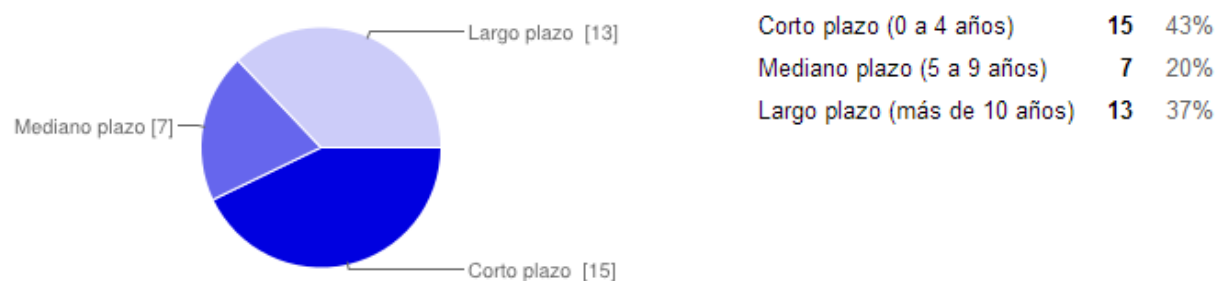 Largo plazo [13]
Mediano plazo [7]
Corto plazo [15]
Corto plazo (0 a 4 años) 15 43%
Mediano plazo (5 a 9 años) 7 20%
Largo plazo (más de 10 años) 13 37%